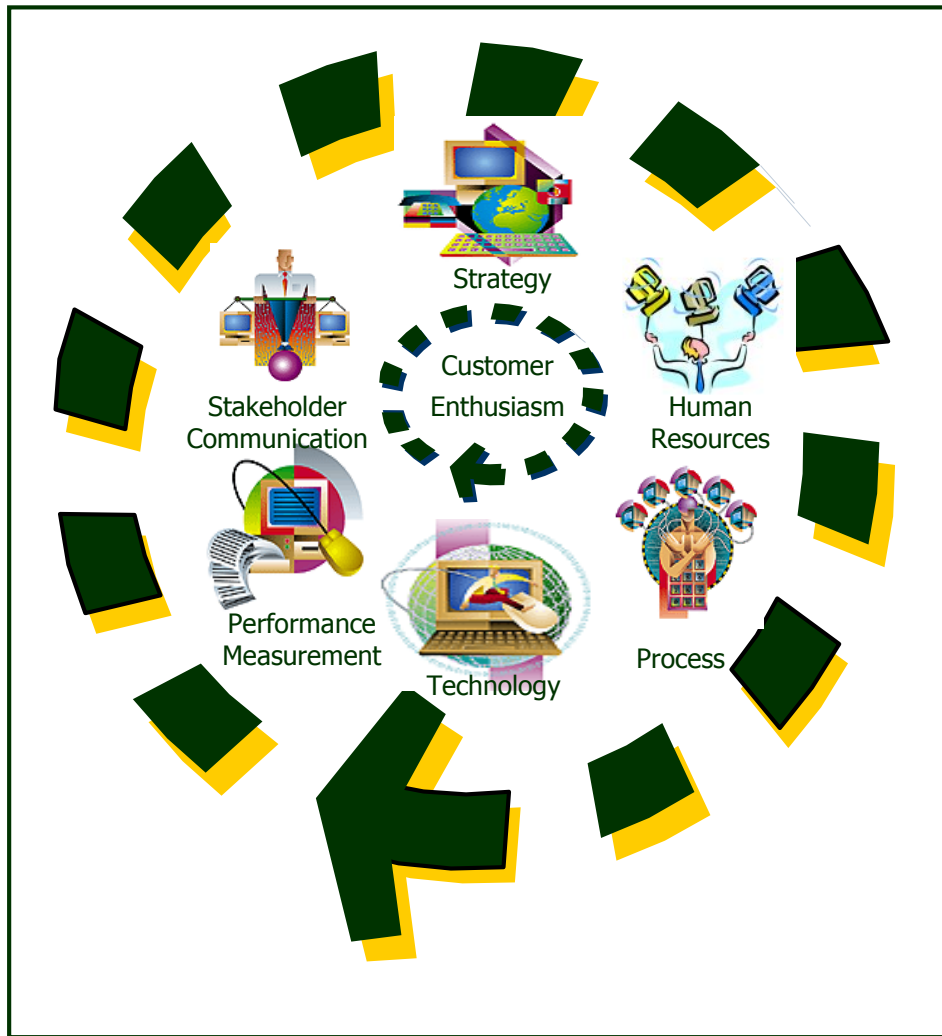 Strategy
Customer
Enthusiasm
Stakeholder
Communication
Human
Resources
Performance
Measurement
Technology
Process